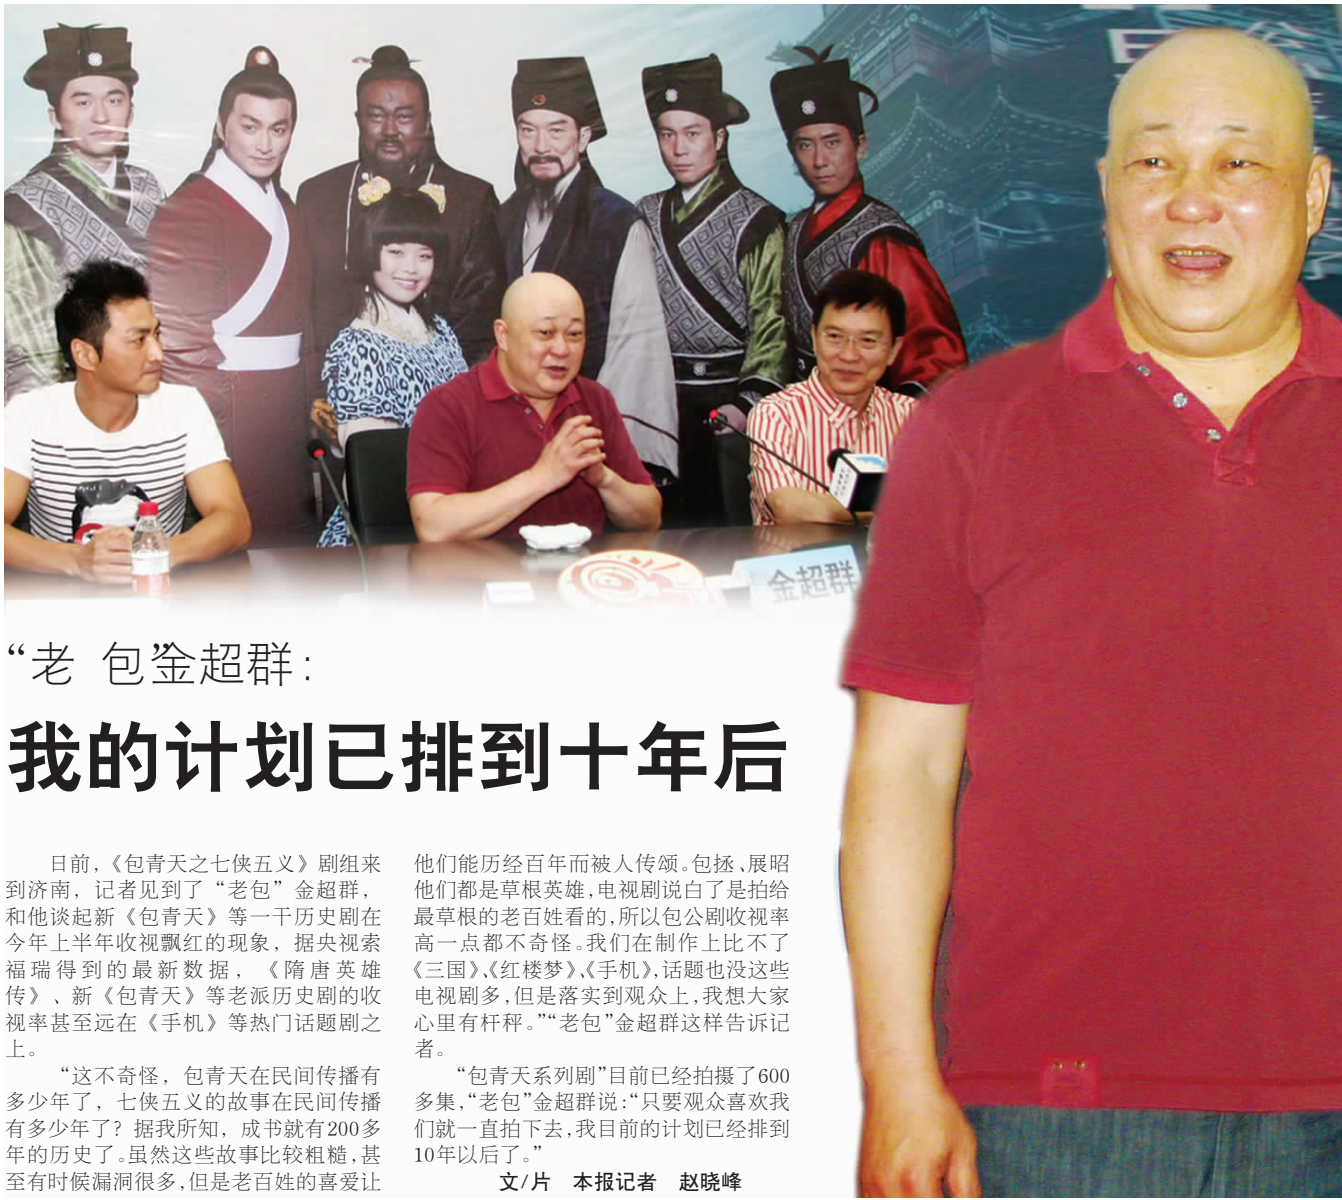 金超群
“老 包”金超群：
我的计划已排到十年后
日前，《包青天之七侠五义》剧组来
到济南，记者见到了“老包”金超群，
和他谈起新《包青天》等一干历史剧在
今年上半年收视飘红的现象，据央视索
福瑞得到的最新数据，《隋唐英雄
传》、新《包青天》等老派历史剧的收
视率甚至远在《手机》等热门话题剧之
上。
“这不奇怪，包青天在民间传播有
多少年了，七侠五义的故事在民间传播
有多少年了？据我所知，成书就有200多
年的历史了。虽然这些故事比较粗糙，甚
至有时候漏洞很多，但是老百姓的喜爱让
他们能历经百年而被人传颂。包拯、展昭
他们都是草根英雄，电视剧说白了是拍给
最草根的老百姓看的，所以包公剧收视率
高一点都不奇怪。我们在制作上比不了
《三国》、《红楼梦》、《手机》，话题也没这些
电视剧多，但是落实到观众上，我想大家
心里有杆秤。”“老包”金超群这样告诉记
者。
“包青天系列剧”目前已经拍摄了600
多集，“老包”金超群说：“只要观众喜欢我
们就一直拍下去，我目前的计划已经排到
10年以后了。”
文/片 本报记者 赵晓峰